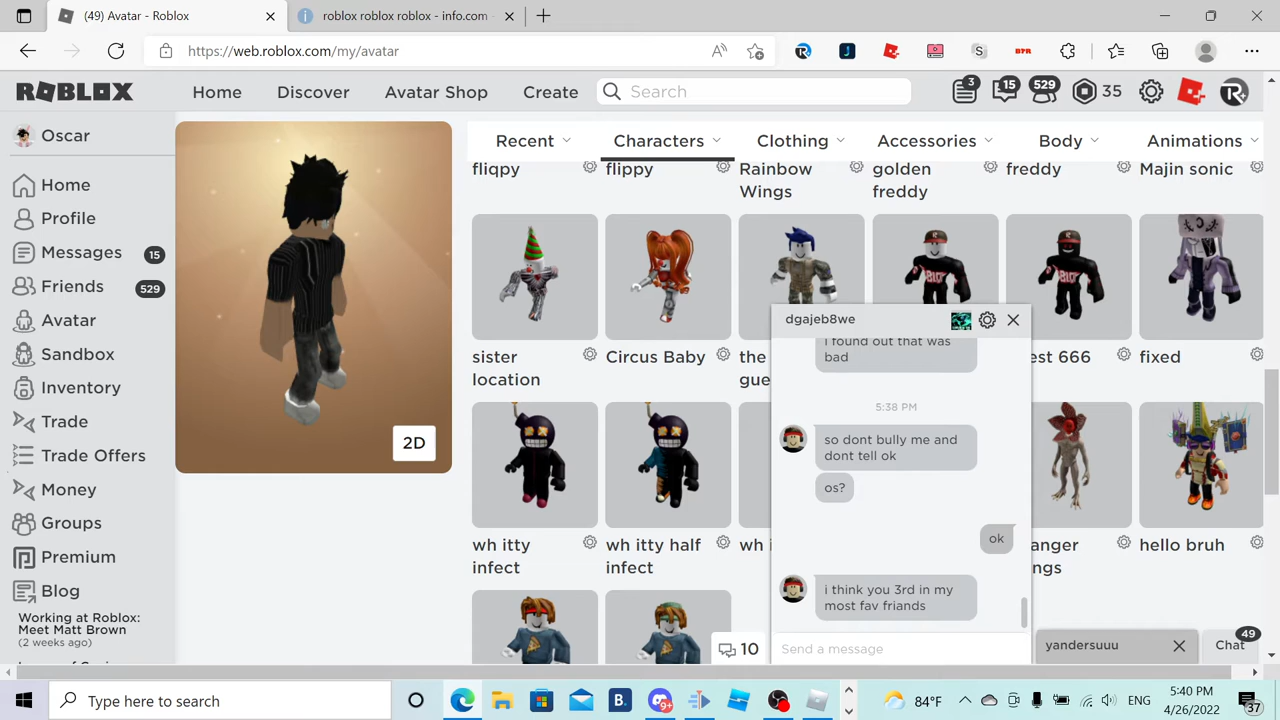 (49) Avatar - Roblox
roblox roblox roblox - info.com -
https://web.roblox.com/my/avatar
DPR
ROBLOX
Home
Discover
Avatar Shop
Create
Search
3
15
529
35
Oscar
Home
Profile
Messages
15
Friends
529
Avatar
Sandbox
Inventory
Trade
Trade Offers
Money
Groups
Premium
Blog
Working at Roblox:
Meet Matt Brown
(2 weeks ago)
2D
Recent
Characters
Clothing
Accessories
Body
Animations
fliqpy
flippy
Rainbow
Wings
golden
freddy
freddy
Majin sonic
sister
location
Circus Baby
the
gue
est 666
fixed
wh itty
infect
wh itty half
infect
wh i
anger
ngs
hello bruh
dgajeb8we
i found out that was
bad
5:38 PM
so dont bully me and
dont tell ok
os?
ok
i think you 3rd in my
most fav friands
Send a message
10
yandersuuu
Chat
49
Type here to search
B.
9+
84°F
ENG
5:40 PM
4/26/2022
37